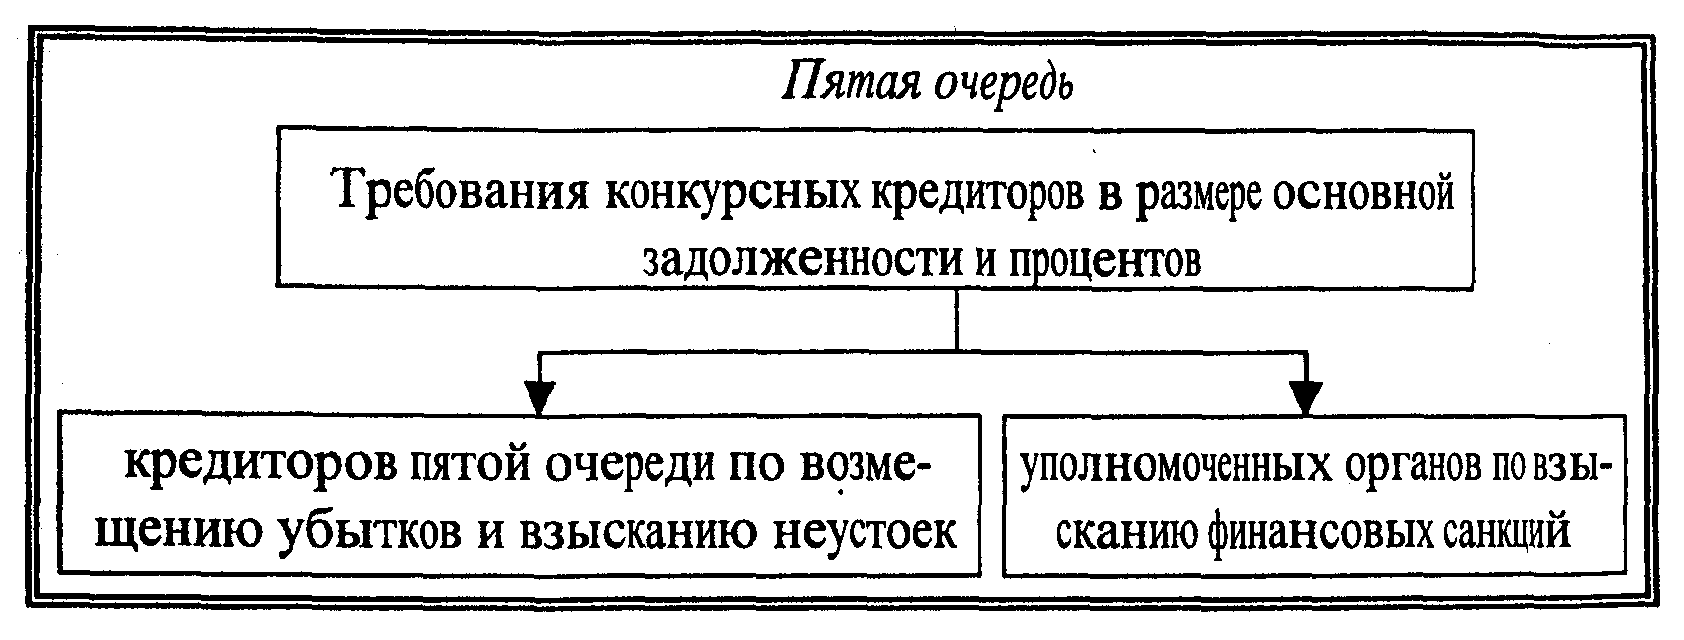 Пятая очередь
Требования конкурсных кредиторов в размере основной
задолженности и процентов
кредиторов пятой очереди по возме-
щению убытков и взысканию неустоек
уполномоченных органов по взы-
сканию финансовых санкций